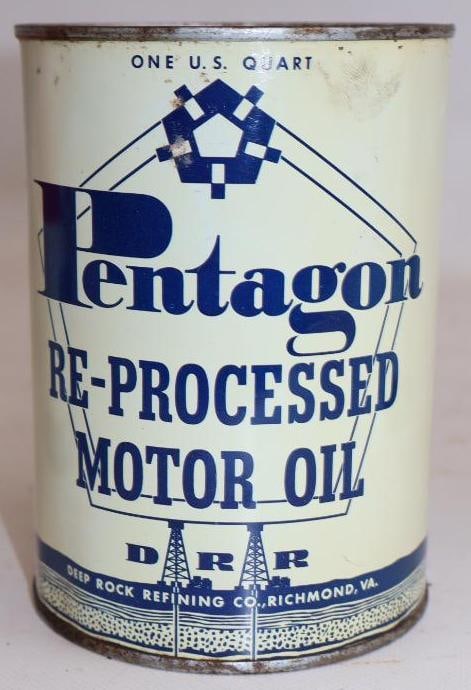 ONE U.S. QUART
Pentagon
RE-PROCESSED
MOTOR OIL
D R R
DEEP ROCK REFINING CO., RICHMOND, VA.